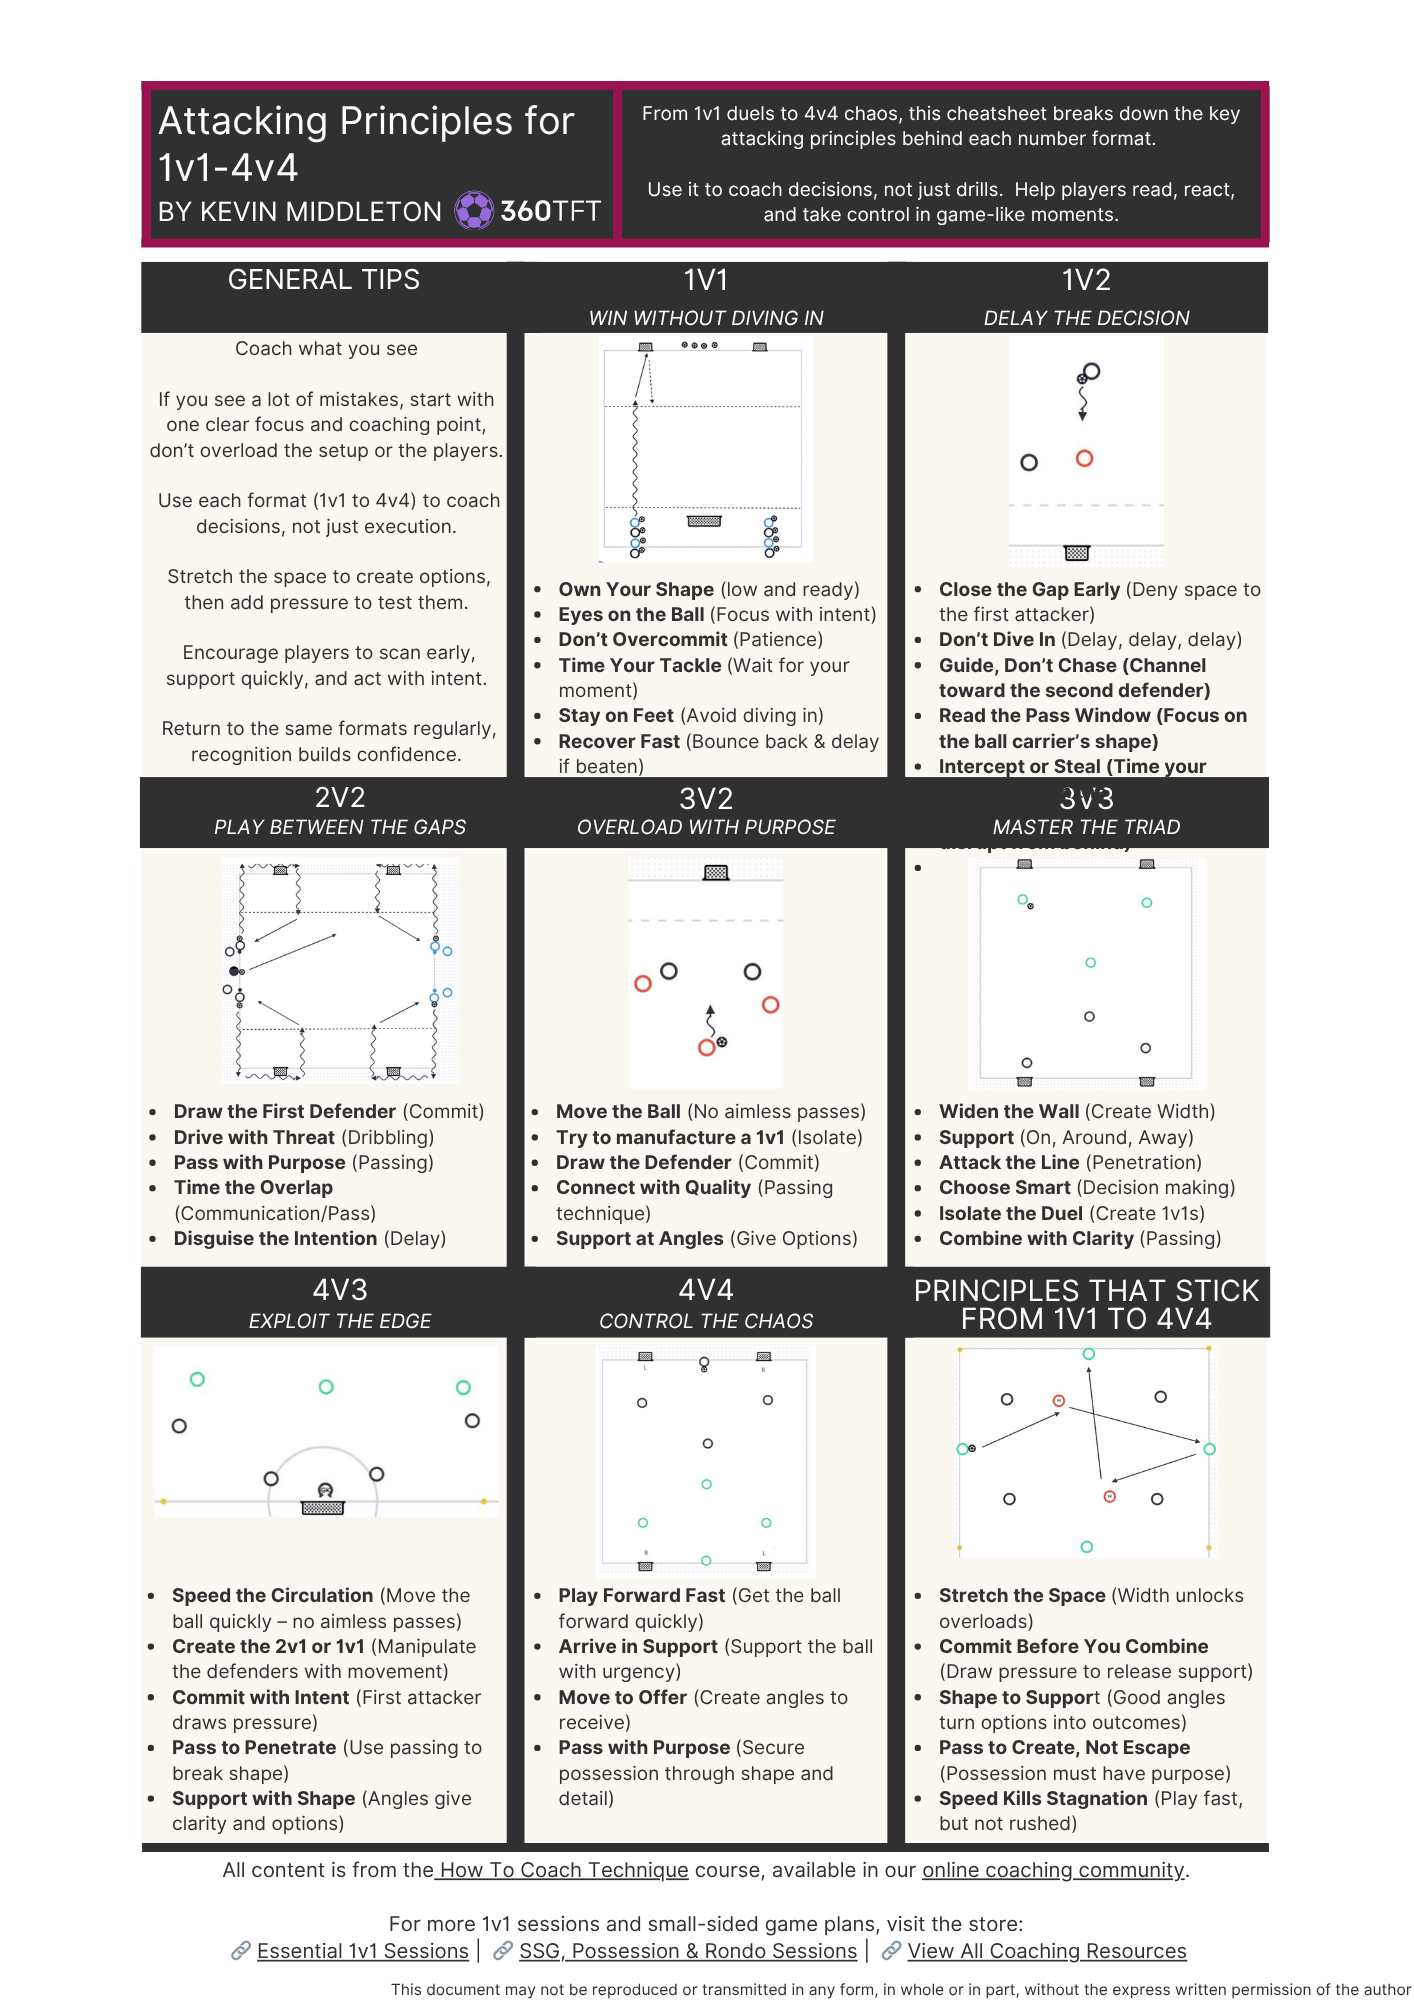 Attacking Principles for
1v1-4v4
BY KEVIN MIDDLETON 360TFT
From 1v1 duels to 4v4 chaos, this cheatsheet breaks down the key
attacking principles behind each number format.
Use it to coach decisions, not just drills. Help players read, react,
and take control in game-like moments.
GENERAL TIPS
Coach what you see
If you see a lot of mistakes, start with
one clear focus and coaching point,
don't overload the setup or the players.
Use each format (1v1 to 4v4) to coach
decisions, not just execution.
Stretch the space to create options,
then add pressure to test them.
Encourage players to scan early,
support quickly, and act with intent.
Return to the same formats regularly,
recognition builds confidence.
1V1
WIN WITHOUT DIVING IN
• Own Your Shape (low and ready)
• Eyes on the Ball (Focus with intent)
• Don't Overcommit (Patience)
• Time Your Tackle (Wait for your
moment)
• Stay on Feet (Avoid diving in)
• Recover Fast (Bounce back & delay
if beaten)
1V2
DELAY THE DECISION
• Close the Gap Early (Deny space to
the first attacker)
• Don't Dive In (Delay, delay, delay)
• Guide, Don't Chase (Channel
toward the second defender)
• Read the Pass Window (Focus on
the ball carrier's shape)
• Intercept or Steal (Time your
2V2
PLAY BETWEEN THE GAPS
• Draw the First Defender (Commit)
• Drive with Threat (Dribbling)
• Pass with Purpose (Passing)
• Time the Overlap
(Communication/Pass)
• Disguise the Intention (Delay)
3V2
OVERLOAD WITH PURPOSE
• Move the Ball (No aimless passes)
• Try to manufacture a 1v1 (Isolate)
• Draw the Defender (Commit)
• Connect with Quality (Passing
technique)
• Support at Angles (Give Options)
3V3
MASTER THE TRIAD
• Widen the Wall (Create Width)
• Support (On, Around, Away)
• Attack the Line (Penetration)
• Choose Smart (Decision making)
• Isolate the Duel (Create 1v1s)
• Combine with Clarity (Passing)
4V3
EXPLOIT THE EDGE
GK
• Speed the Circulation (Move the
ball quickly – no aimless passes)
• Create the 2v1 or 1v1 (Manipulate
the defenders with movement)
• Commit with Intent (First attacker
draws pressure)
• Pass to Penetrate (Use passing to
break shape)
• Support with Shape (Angles give
clarity and options)
4V4
CONTROL THE CHAOS
L R
R L
• Play Forward Fast (Get the ball
forward quickly)
• Arrive in Support (Support the ball
with urgency)
• Move to Offer (Create angles to
receive)
• Pass with Purpose (Secure
possession through shape and
detail)
PRINCIPLES THAT STICK
FROM 1V1 TO 4V4
• Stretch the Space (Width unlocks
overloads)
• Commit Before You Combine
(Draw pressure to release support)
• Shape to Support (Good angles
turn options into outcomes)
• Pass to Create, Not Escape
(Possession must have purpose)
• Speed Kills Stagnation (Play fast,
but not rushed)
All content is from the How To Coach Technique course, available in our online coaching community.
For more 1v1 sessions and small-sided game plans, visit the store:
🔗 Essential 1v1 Sessions | 🔗 SSG, Possession & Rondo Sessions | 🔗 View All Coaching Resources
This document may not be reproduced or transmitted in any form, in whole or in part, without the express written permission of the author